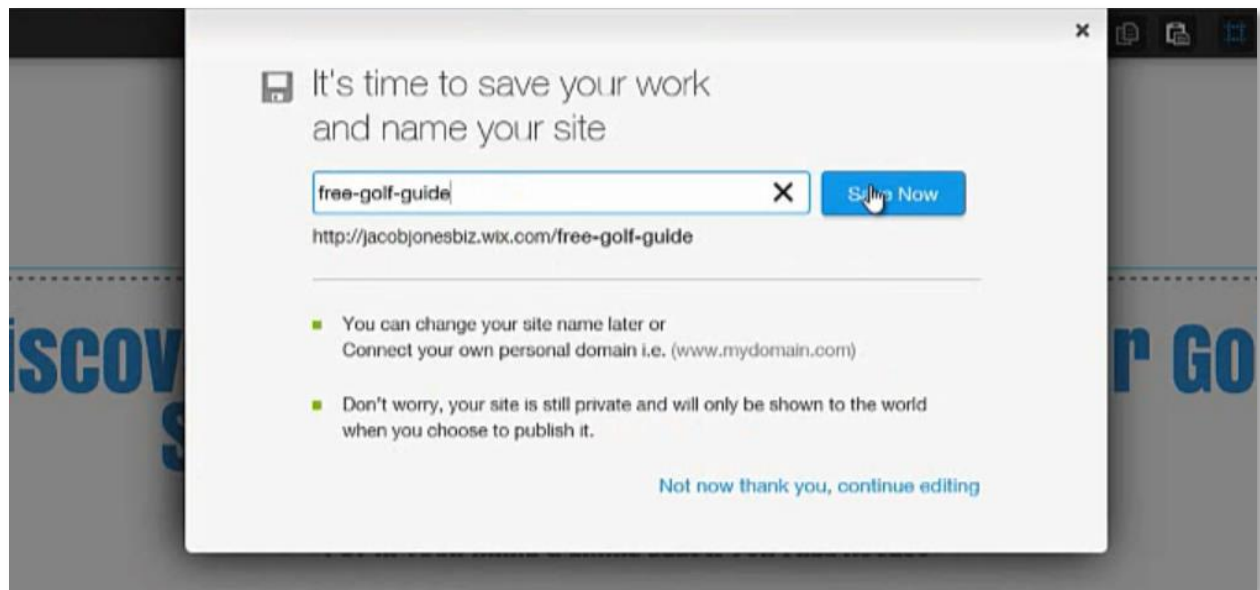 It's time to save your work
and name your site
free-golf-guide
Save Now
http://jacobjonesbiz.wix.com/free-golf-guide
You can change your site name later or
Connect your own personal domain i.e. (www.mydomain.com)
Don't worry, your site is still private and will only be shown to the world
when you choose to publish it.
Not now thank you, continue editing